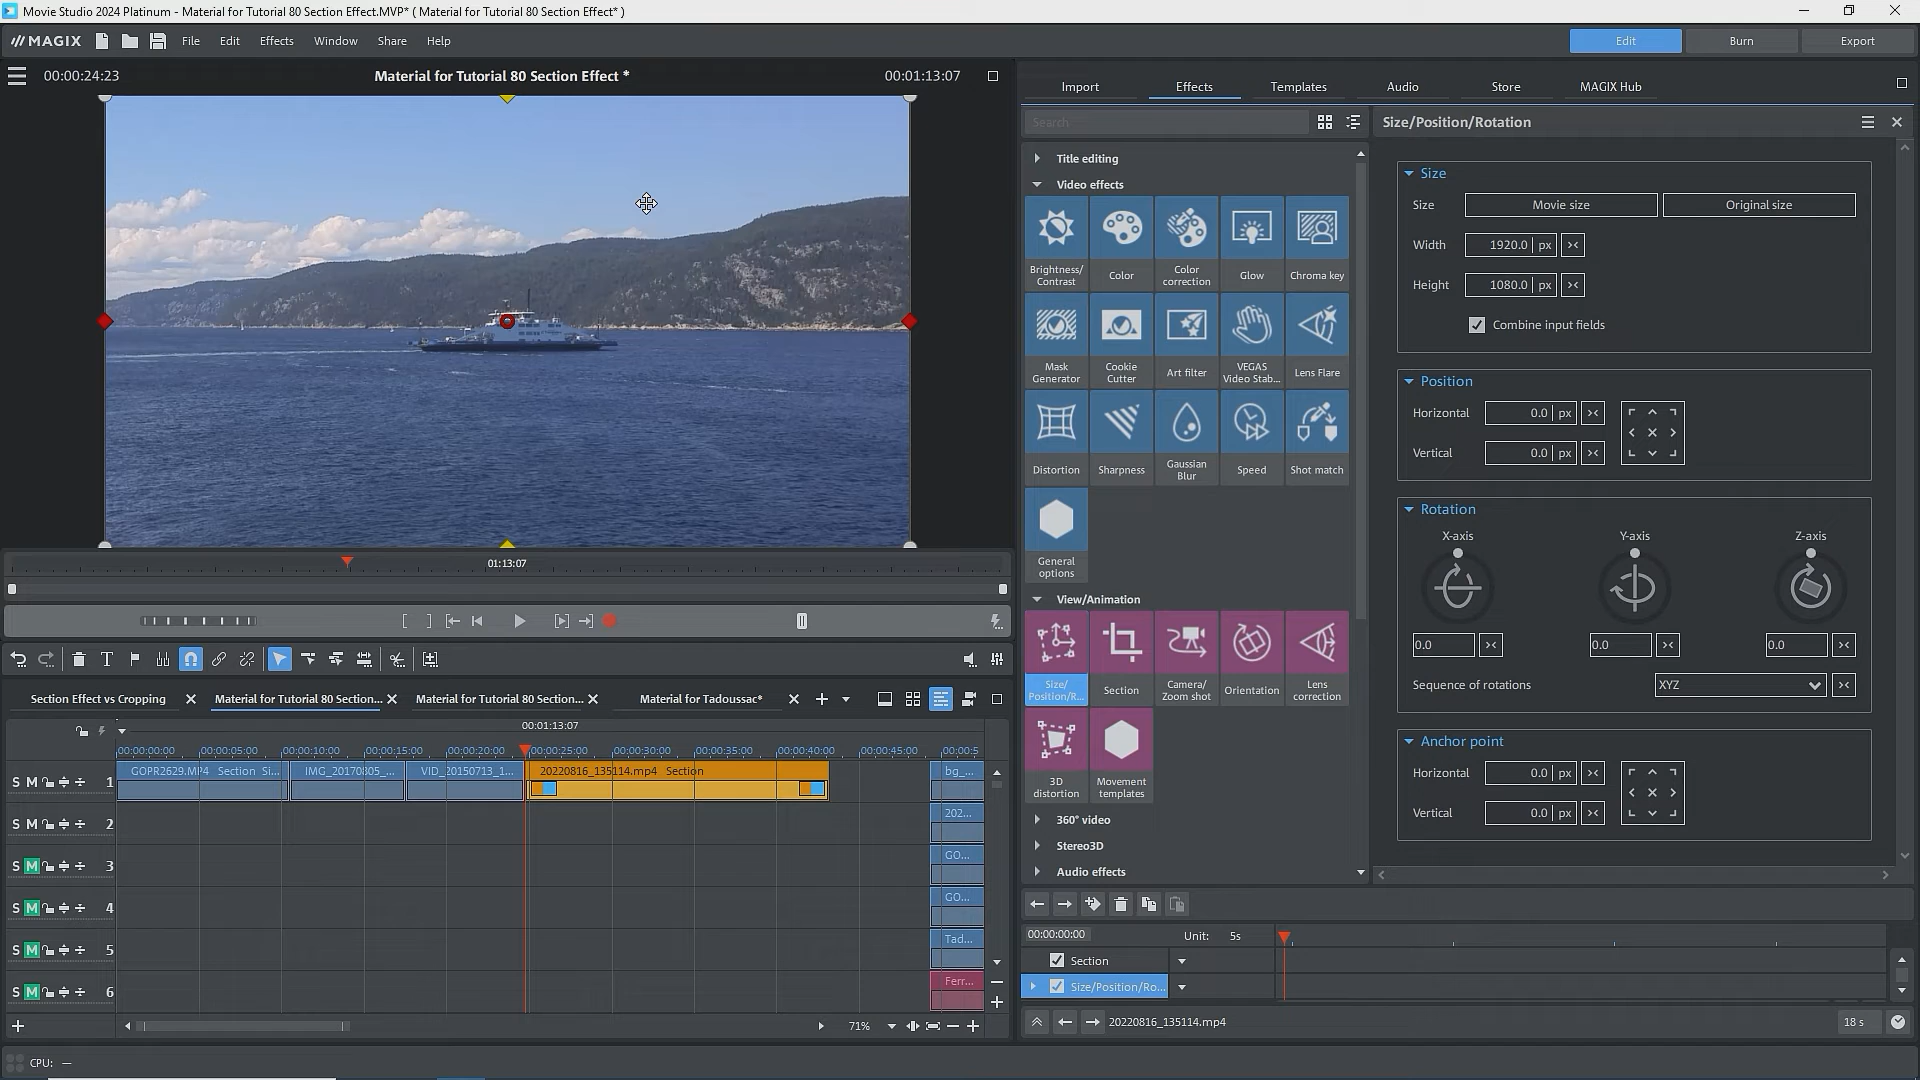 Movie Studio 2024 Platinum - Material for Tutorial 80 Section Effect.MVP* ( Material for Tutorial 80 Section Effect* )
MAGIX File Edit Effects Window Share Help Edit Burn Export
00:00:24:23 Material for Tutorial 80 Section Effect * 00:01:13:07
Import Effects Templates Audio Store MAGIX Hub
Search
Size/Position/Rotation
Title editing
Video effects
Brightness/
Contrast
Color
Color
correction
Glow
Chroma key
Mask
Generator
Cookie
Cutter
Art filter
VEGAS
Video Stab...
Lens Flare
Distortion
Sharpness
Gaussian
Blur
Speed
Shot match
General
options
View/Animation
Size/
Position/R...
Section
Camera/
Zoom shot
Orientation
Lens
correction
3D
distortion
Movement
templates
360° video
Stereo3D
Audio effects
Size
Size Movie size Original size
Width 1920.0 px
Height 1080.0 px
Combine input fields
Position
Horizontal 0.0 px
Vertical 0.0 px
Rotation
X-axis Y-axis Z-axis
0.0 0.0 0.0
Sequence of rotations XYZ
Anchor point
Horizontal 0.0 px
Vertical 0.0 px
01:13:07
Section Effect vs Cropping Material for Tutorial 80 Section... Material for Tutorial 80 Section... Material for Tadoussac*
00:01:13:07
00:00:00:00 00:00:05:00 00:00:10:00 00:00:15:00 00:00:20:00 00:00:25:00 00:00:30:00 00:00:35:00 00:00:40:00 00:00:45:00 00:00:5
S M 1 GOPR2629.MP4 Section Si... IMG_20170805_... VID_20150713_1... 20220816_135114.mp4 Section bg_...
S M 2 202...
S M 3 GO...
S M 4 GO...
S M 5 Tad...
S M 6 Ferr...
71%
00:00:00:00 Unit: 5s
Section
Size/Position/Ro...
20220816_135114.mp4 18 s
CPU: —